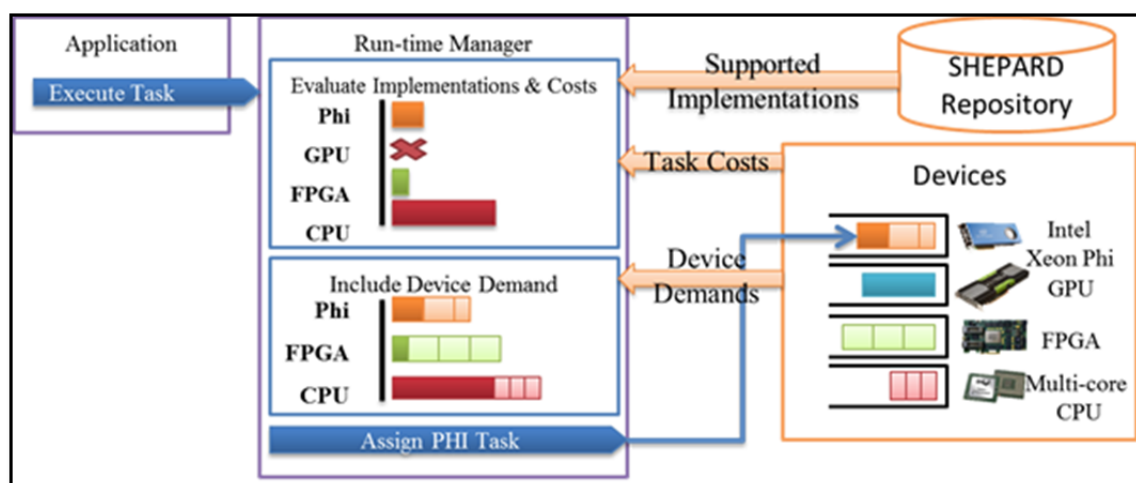 Application
Execute Task
Run-time Manager
Evaluate Implementations & Costs
Phi
GPU
FPGA
CPU
Include Device Demand
Phi
FPGA
CPU
Assign PHI Task
Supported
Implementations
Task Costs
Device
Demands
SHEPARD
Repository
Devices
Intel
Xeon Phi
GPU
FPGA
Multi-core
CPU